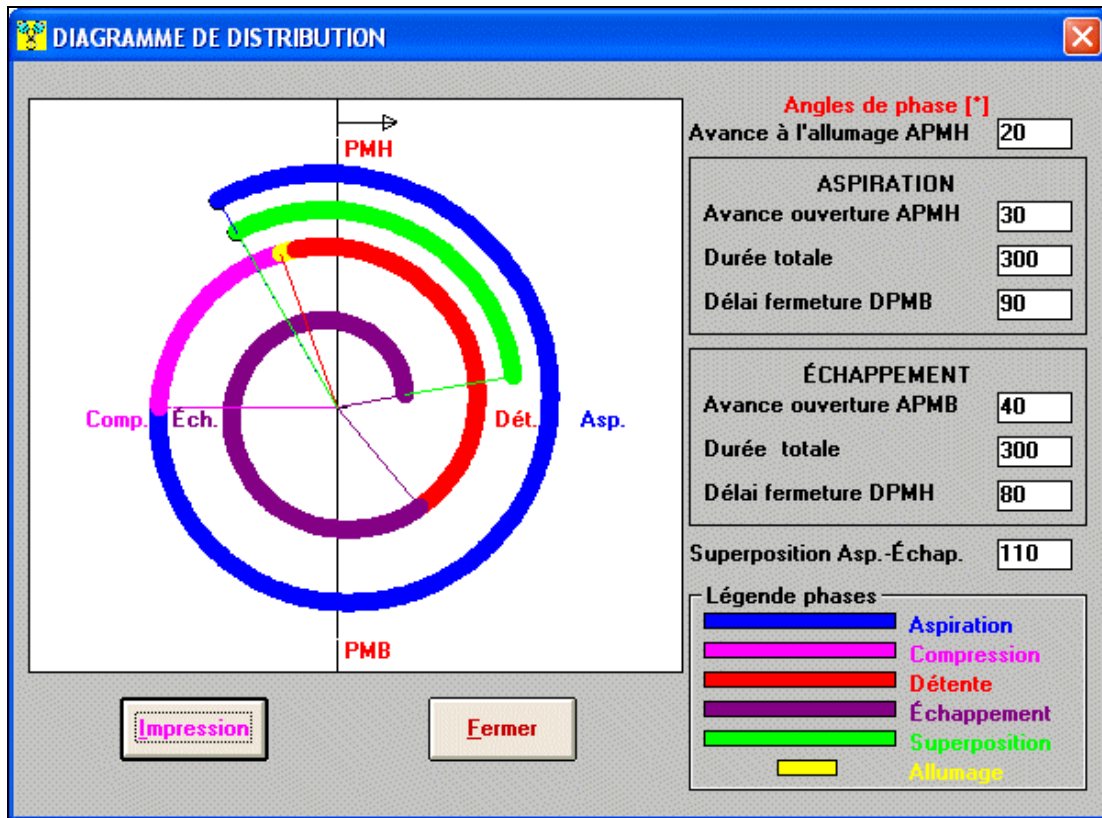 DIAGRAMME DE DISTRIBUTION
PMH
Comp.
Éch.
Dét.
Asp.
PMB
Impression
Fermer
Angles de phase [°]
Avance à l'allumage APMH 20
ASPIRATION
Avance ouverture APMH 30
Durée totale 300
Délai fermeture DPMB 90
ÉCHAPPEMENT
Avance ouverture APMB 40
Durée totale 300
Délai fermeture DPMH 80
Superposition Asp.-Échap. 110
Légende phases
Aspiration
Compression
Détente
Échappement
Superposition
Allumage